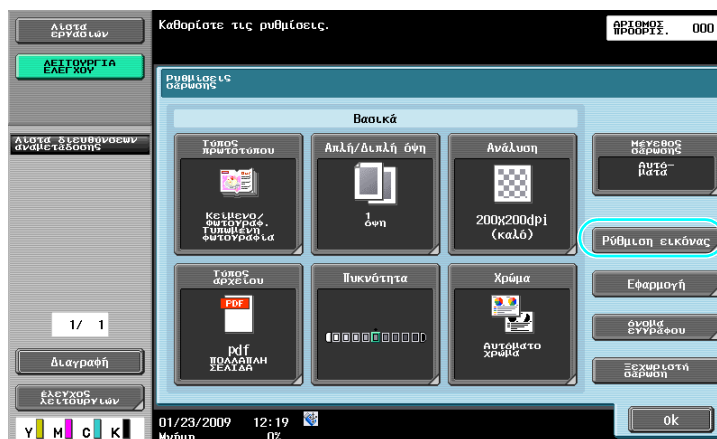 Λίστα
εργασιών
Καθορίστε τις ρυθμίσεις.
ΑΡΙΘΜΟΣ
ΠΡΟΟΡΙΣ. 000
ΛΕΙΤΟΥΡΓΙΑ
ΕΛΕΓΧΟΥ
Ρυθμίσεις
σάρωσης
Βασικά
Λίστα διευθύνσεων
αναμετάδοσης
Τύπος
πρωτοτύπου
Απλή/Διπλή όψη
Ανάλυση
Μέγεθος
σάρωσης
Αυτό-
ματα
Κείμενο/
Φωτογραφ.
Τυπωμένη
φωτογραφία
1
όψη
200X200dpi
(καλό)
Ρύθμιση εικόνας
Τύπος
αρχείου
Πυκνότητα
Χρώμα
Εφαρμογή
PDF
pdf
ΠΟΛΛΑΠΛΗ
ΣΕΛΙΔΑ
Αυτόματο
χρώμα
όνομα
εγγράφου
1/ 1
Διαγραφή
Ξεχωριστή
σάρωση
έλεγχος
λειτουργιών
ok
Y M C K
01/23/2009 12:19
Μνήμη 0%